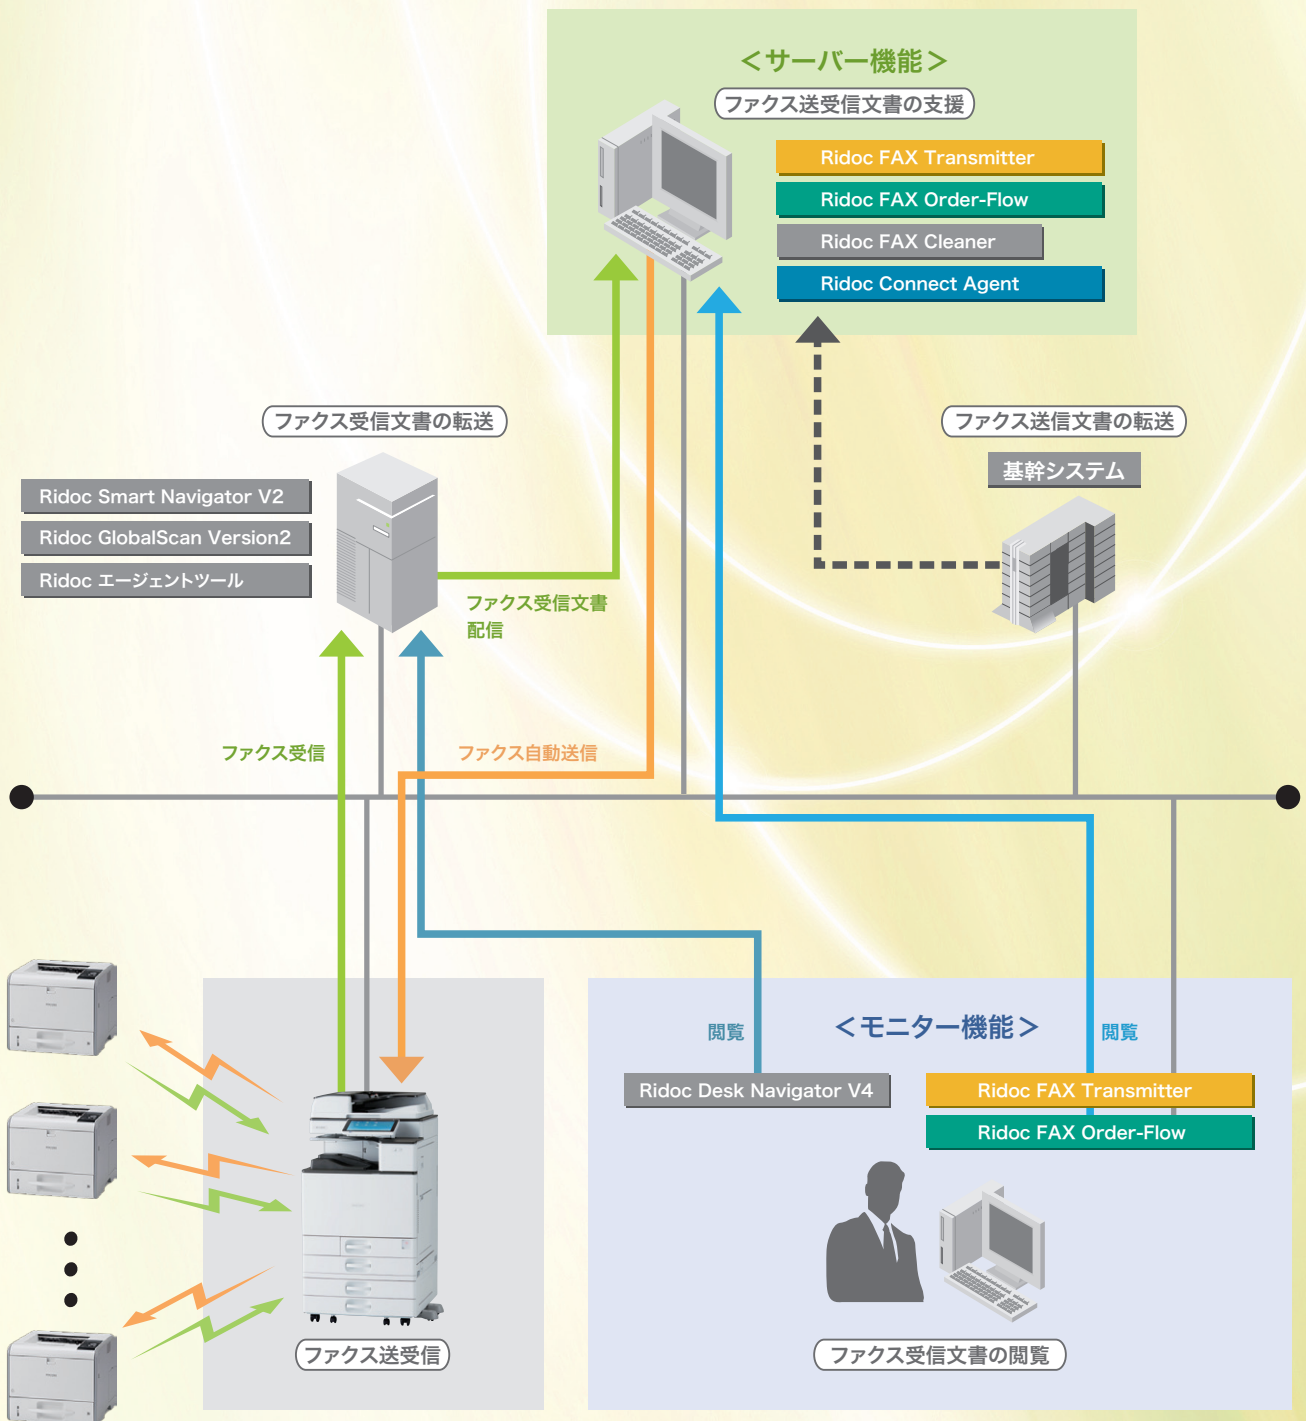 ＜サーバー機能＞
ファクス送受信文書の支援
Ridoc FAX Transmitter
Ridoc FAX Order-Flow
Ridoc FAX Cleaner
Ridoc Connect Agent
ファクス受信文書の転送
Ridoc Smart Navigator V2
Ridoc GlobalScan Version2
Ridoc エージェントツール
ファクス送信文書の転送
基幹システム
ファクス受信文書
配信
ファクス受信
ファクス自動送信
閲覧
＜モニター機能＞
閲覧
Ridoc Desk Navigator V4
Ridoc FAX Transmitter
Ridoc FAX Order-Flow
ファクス送受信
ファクス受信文書の閲覧